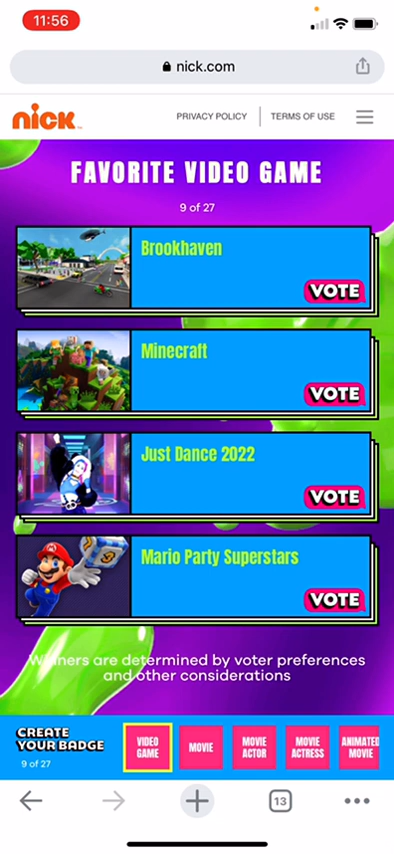 11:56
nick.com
nick
PRIVACY POLICY
TERMS OF USE
FAVORITE VIDEO GAME
9 of 27
Brookhaven
VOTE
Minecraft
VOTE
Just Dance 2022
VOTE
Mario Party Superstars
VOTE
Winners are determined by voter preferences
and other considerations
CREATE
YOUR BADGE
9 of 27
VIDEO
GAME
MOVIE
MOVIE
ACTOR
MOVIE
ACTRESS
ANIMATED
MOVIE
13